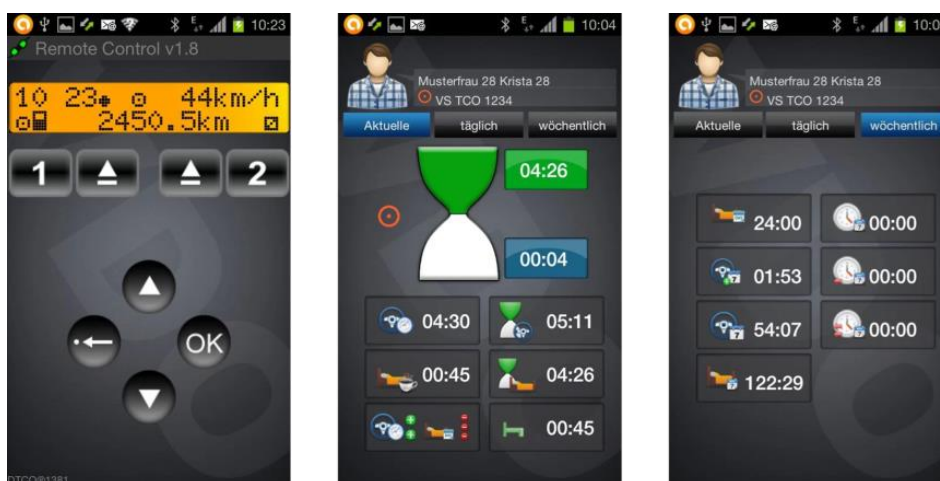 10:23
Remote Control v1.8
10 23 44km/h
2450.5km
1 2
OK
DTCO®1381
10:04
Musterfrau 28 Krista 28
VS TCO 1234
Aktuelle täglich wöchentlich
04:26
00:04
04:30 05:11
00:45 04:26
00:45
Musterfrau 28 Krista 28
VS TCO 1234
Aktuelle täglich wöchentlich
24:00 00:00
01:53 00:00
54:07 00:00
122:29